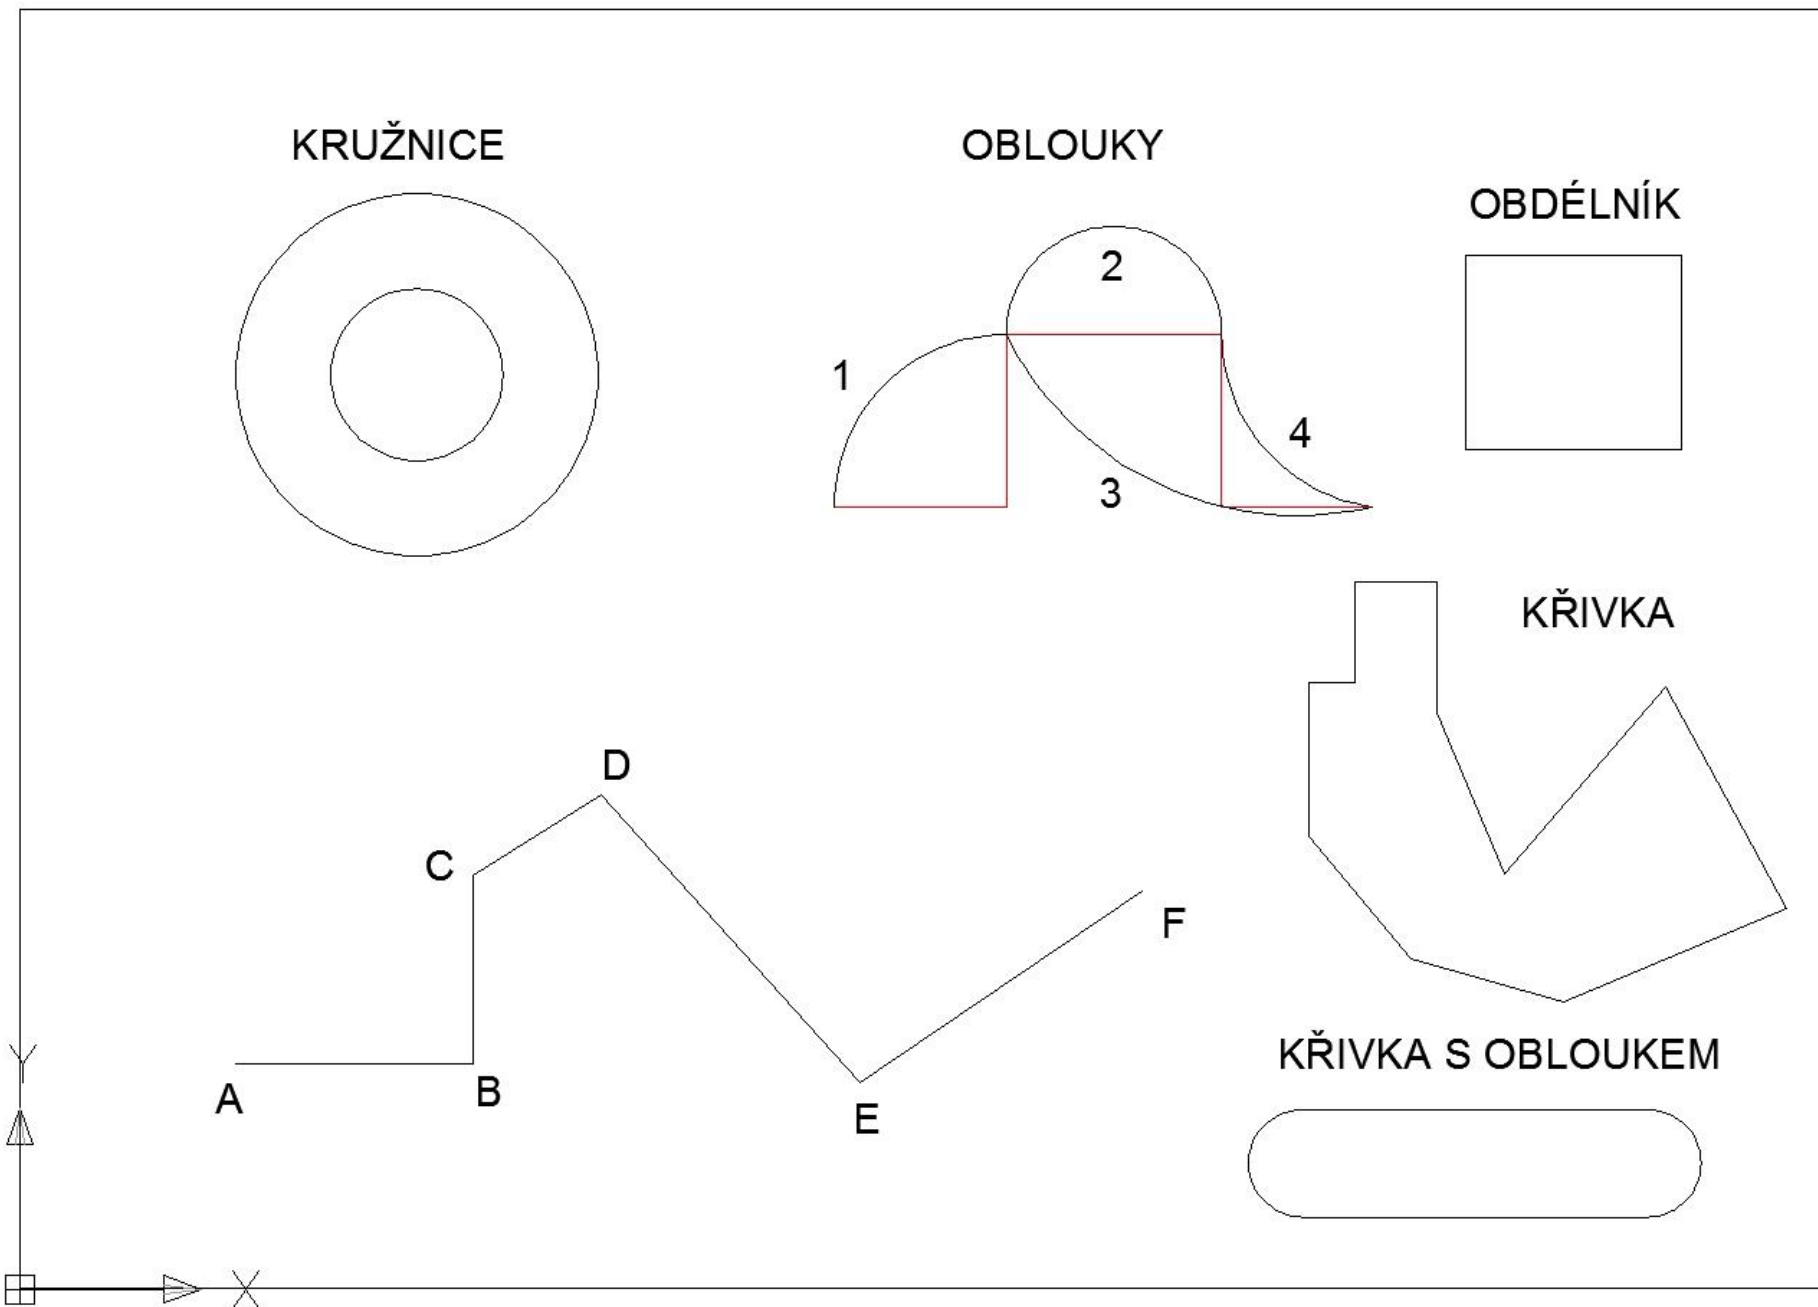 KRUŽNICE
OBLOUKY
OBDÉLNÍK
2
1
4
3
KŘIVKA
D
C
F
KŘIVKA S OBLOUKEM
A
B
E
Y
X